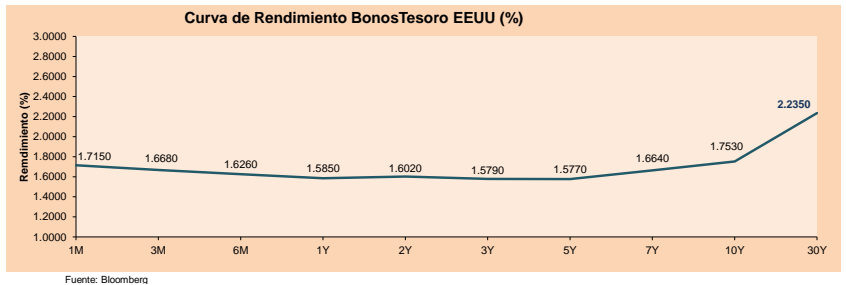 Curva de Rendimiento BonosTesoro EEUU (%)
3.0000
2.8000
2.6000
2.4000
2.2000
2.0000
1.8000
1.6000
1.4000
1.2000
1.0000
Remdimiento (%)
1.7150 1.6680 1.6260 1.5850 1.6020 1.5790 1.5770 1.6640 1.7530 2.2350
1M 3M 6M 1Y 2Y 3Y 5Y 7Y 10Y 30Y
Fuente: Bloomberg